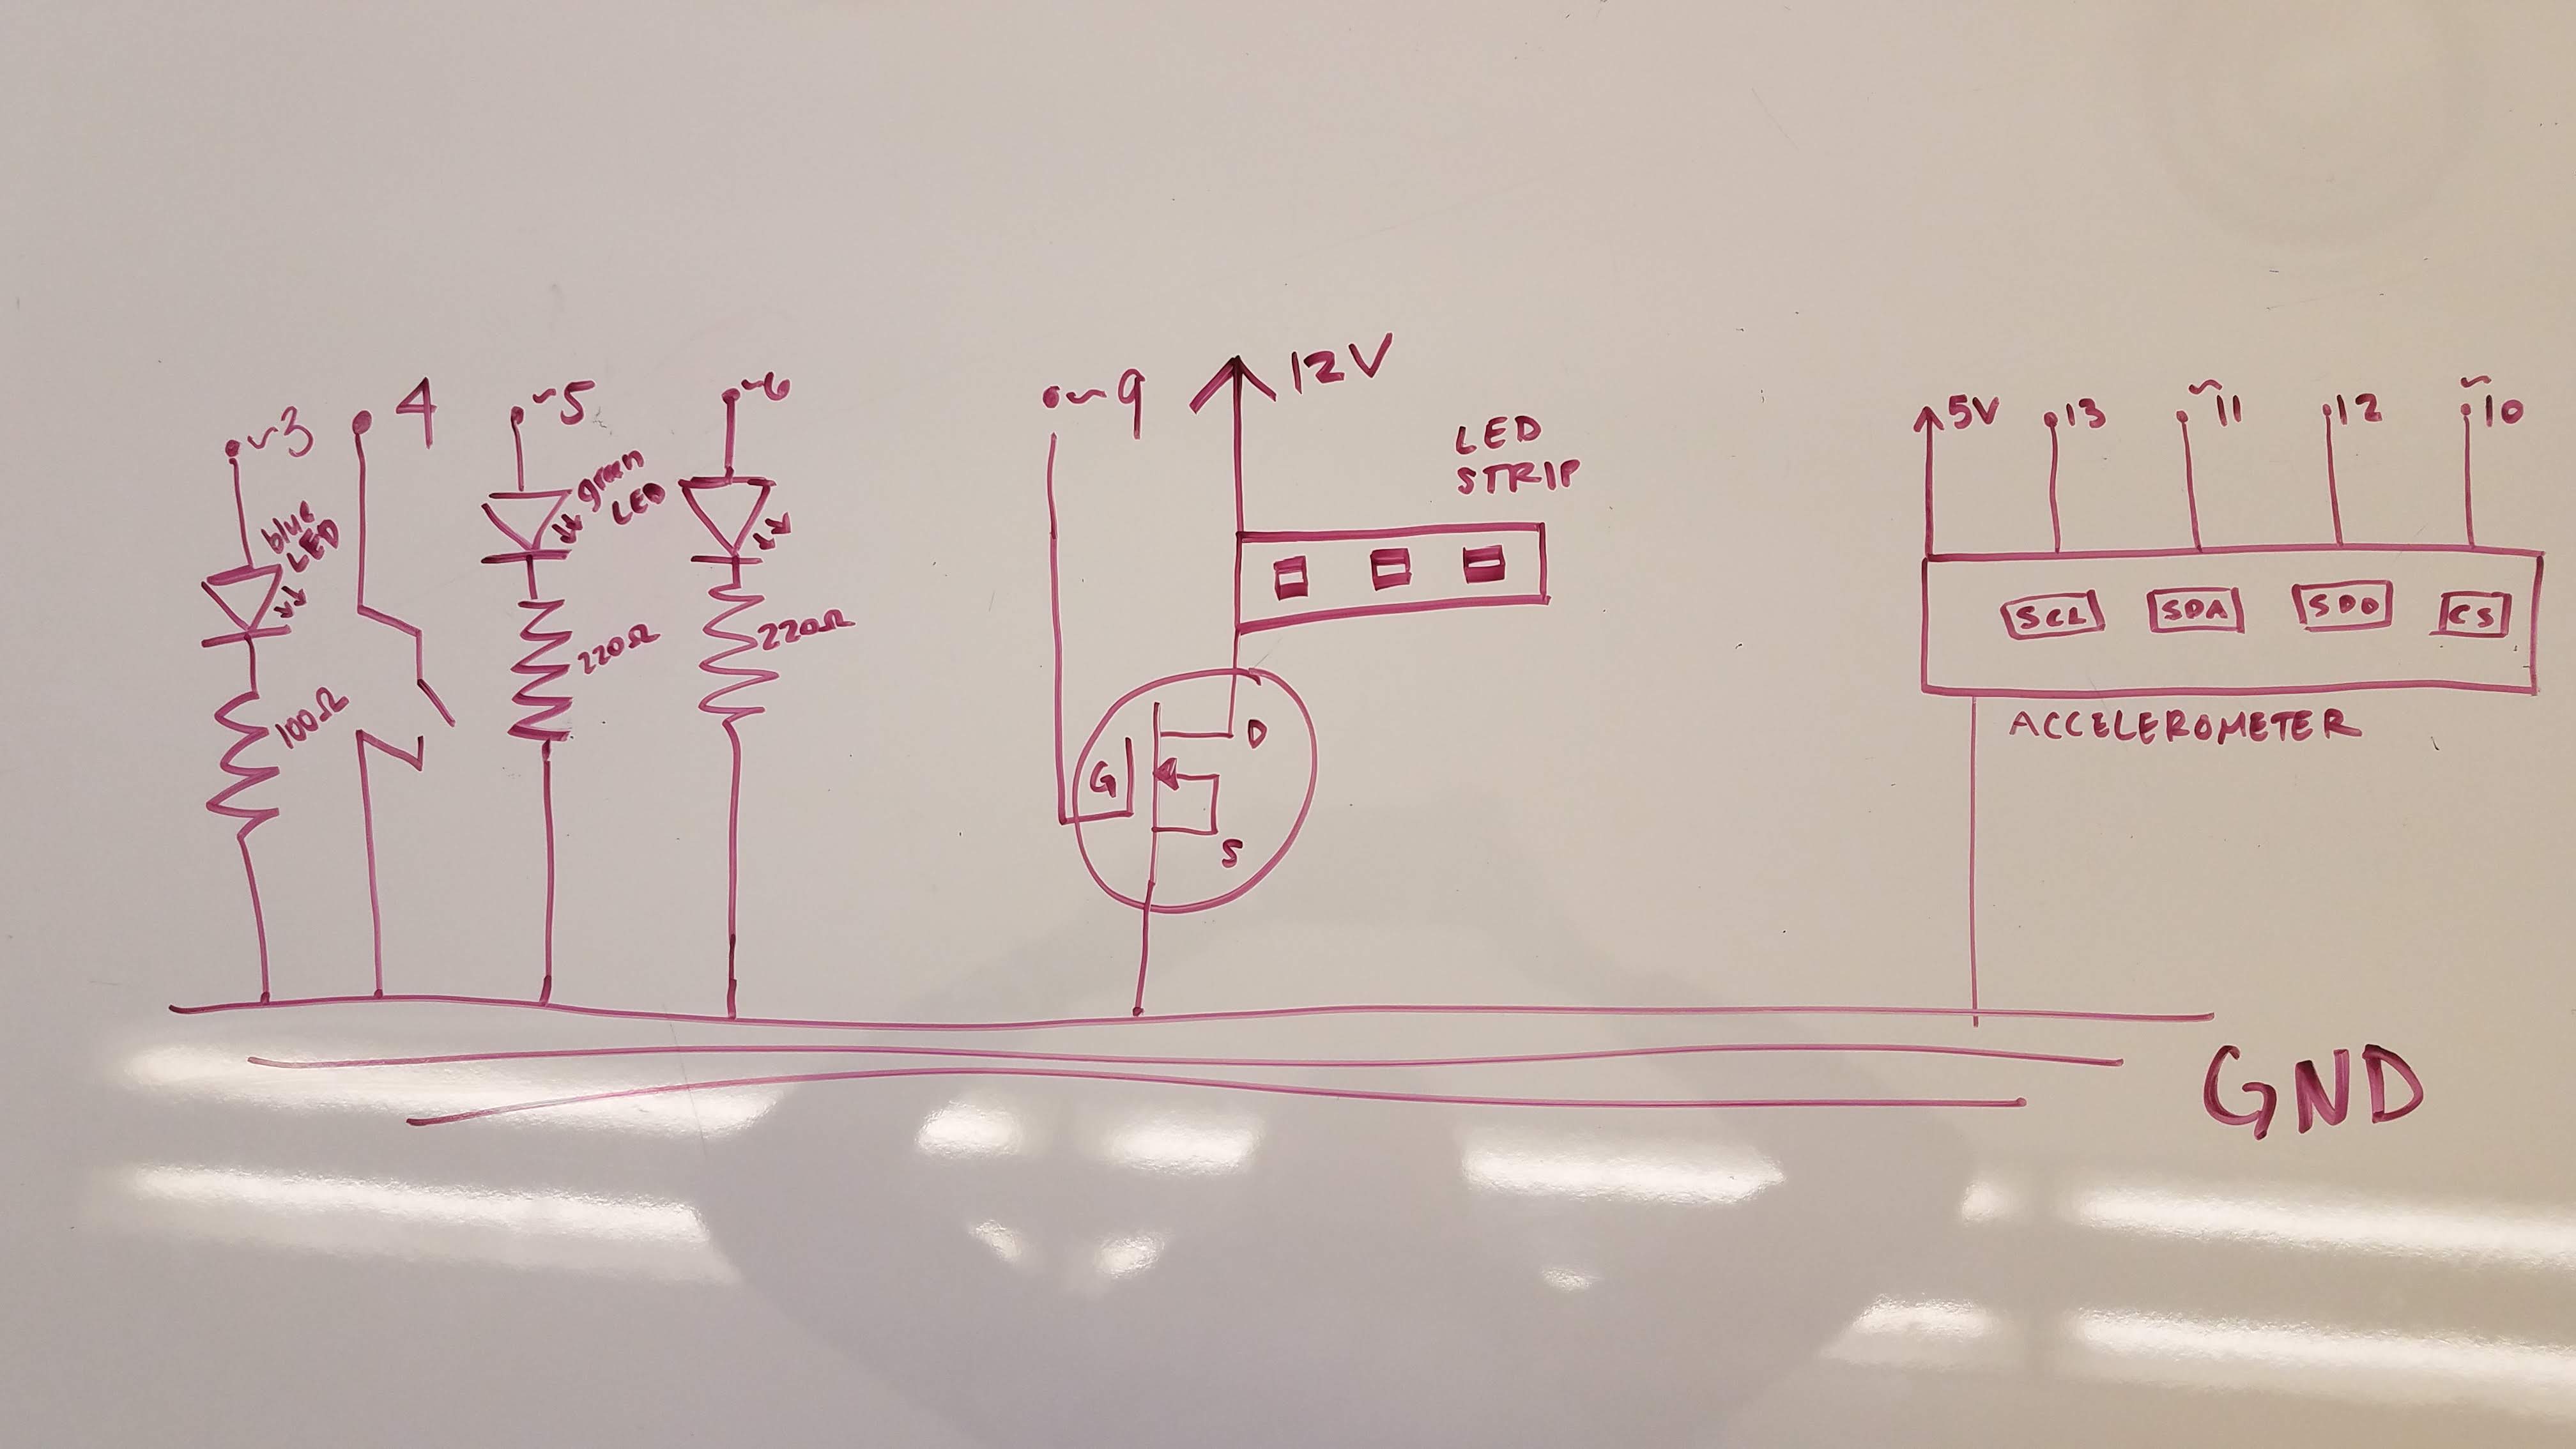 ~3
4
~5
~6
~9
12V
5V
13
~11
12
~10
LED
100Ω
green
LED
220Ω
220Ω
G
S
D
LED
STRIP
SCL
SDA
SDO
CS
ACCELEROMETER
GND